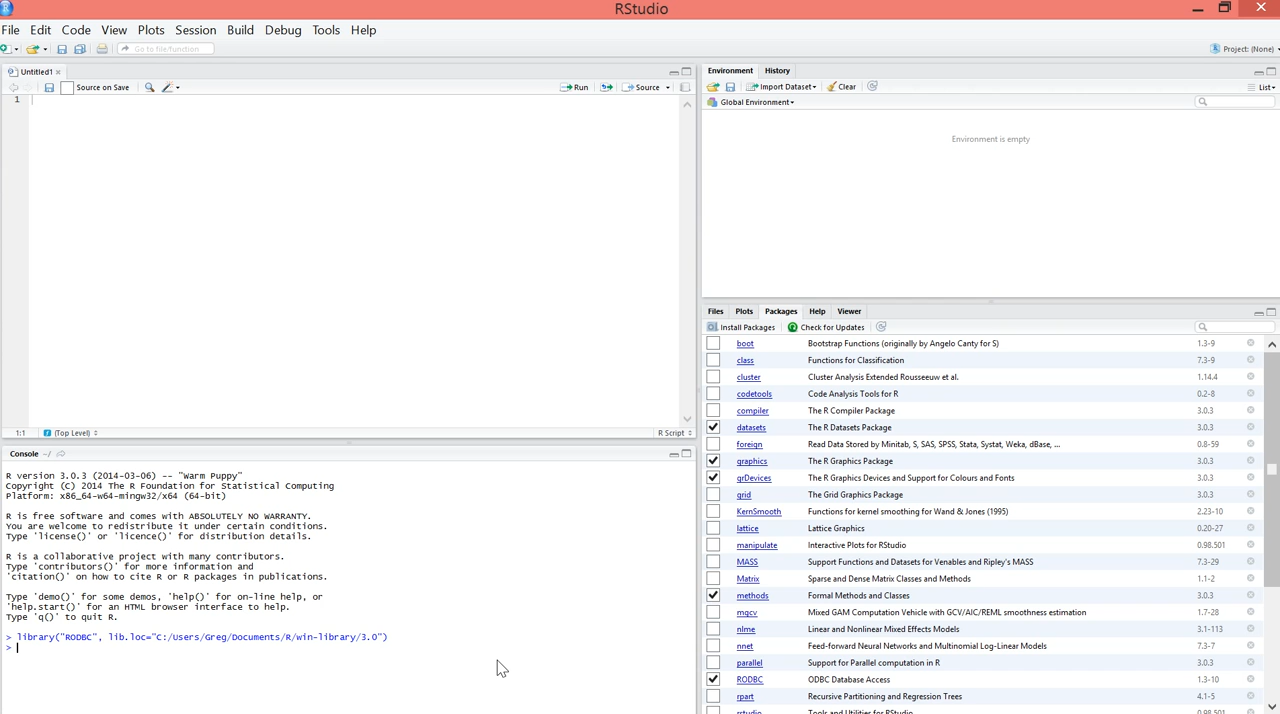 RStudio
File Edit Code View Plots Session Build Debug Tools Help
Go to file/function
Project: (None)
Untitled1
Source on Save
Run
Source
1
1:1
(Top Level)
R Script
Console ~/
R version 3.0.3 (2014-03-06) -- "Warm Puppy"
Copyright (C) 2014 The R Foundation for Statistical Computing
Platform: x86_64-w64-mingw32/x64 (64-bit)
R is free software and comes with ABSOLUTELY NO WARRANTY.
You are welcome to redistribute it under certain conditions.
Type 'license()' or 'licence()' for distribution details.
R is a collaborative project with many contributors.
Type 'contributors()' for more information and
'citation()' on how to cite R or R packages in publications.
Type 'demo()' for some demos, 'help()' for on-line help, or
'help.start()' for an HTML browser interface to help.
Type 'q()' to quit R.
> library("RODBC", lib.loc="C:/Users/Greg/Documents/R/win-library/3.0")
>
Environment History
Import Dataset Clear
List
Global Environment
Environment is empty
Files Plots Packages Help Viewer
Install Packages Check for Updates
boot Bootstrap Functions (originally by Angelo Canty for S) 1.3-9
class Functions for Classification 7.3-9
cluster Cluster Analysis Extended Rousseeuw et al. 1.14.4
codetools Code Analysis Tools for R 0.2-8
compiler The R Compiler Package 3.0.3
datasets The R Datasets Package 3.0.3
foreign Read Data Stored by Minitab, S, SAS, SPSS, Stata, Systat, Weka, dBase, ... 0.8-59
graphics The R Graphics Package 3.0.3
grDevices The R Graphics Devices and Support for Colours and Fonts 3.0.3
grid The Grid Graphics Package 3.0.3
KernSmooth Functions for kernel smoothing for Wand & Jones (1995) 2.23-10
lattice Lattice Graphics 0.20-27
manipulate Interactive Plots for RStudio 0.98.501
MASS Support Functions and Datasets for Venables and Ripley's MASS 7.3-29
Matrix Sparse and Dense Matrix Classes and Methods 1.1-2
methods Formal Methods and Classes 3.0.3
mgcv Mixed GAM Computation Vehicle with GCV/AIC/REML smoothness estimation 1.7-28
nlme Linear and Nonlinear Mixed Effects Models 3.1-113
nnet Feed-forward Neural Networks and Multinomial Log-Linear Models 7.3-7
parallel Support for Parallel computation in R 3.0.3
RODBC ODBC Database Access 1.3-10
rpart Recursive Partitioning and Regression Trees 4.1-5
rstudio Tools and Utilities for RStudio 0.98.501